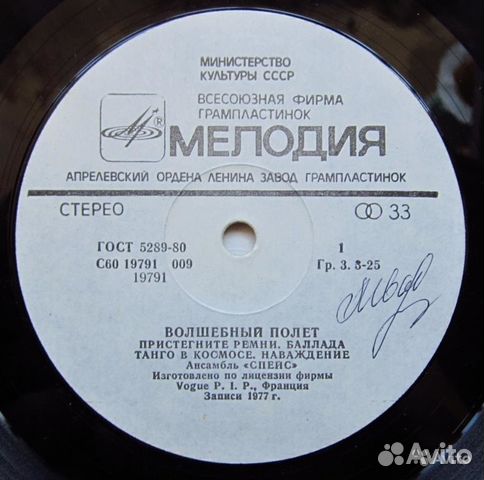 МИНИСТЕРСТВО
КУЛЬТУРЫ СССР
ВСЕСОЮЗНАЯ ФИРМА
ГРАМПЛАСТИНОК
® МЕЛОДИЯ
АПРЕЛЕВСКИЙ ОРДЕНА ЛЕНИНА ЗАВОД ГРАМПЛАСТИНОК
СТЕРЕО 33
ГОСТ 5289-80 1
С60 19791 009 Гр. 3. 3-25
19791
ВОЛШЕБНЫЙ ПОЛЕТ
ПРИСТЕГНИТЕ РЕМНИ. БАЛЛАДА
ТАНГО В КОСМОСЕ. НАВАЖДЕНИЕ
Ансамбль «СПЕЙС»
Изготовлено по лицензии фирмы
Vogue P. I. P., Франция
Записи 1977 г.
Avito